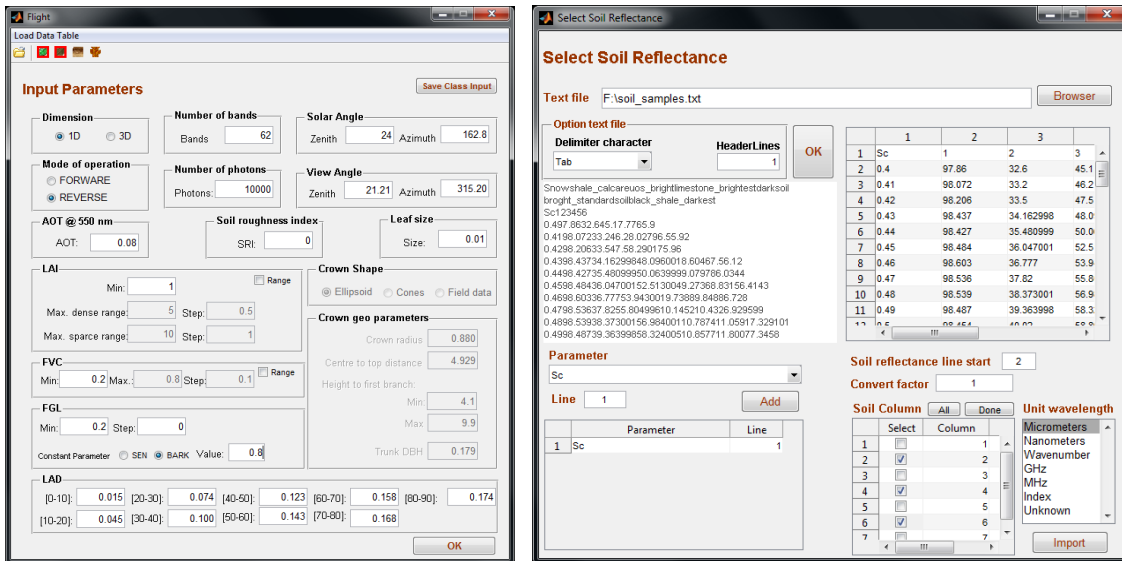 Flight
Load Data Table
Input Parameters
Save Class Input
Dimension
1D 3D
Number of bands
Bands 62
Solar Angle
Zenith 24 Azimuth 162.8
Mode of operation
FORWARE
REVERSE
Number of photons
Photons: 10000
View Angle
Zenith 21.21 Azimuth 315.20
AOT @ 550 nm
AOT: 0.08
Soil roughness index
SRI: 0
Leaf size
Size: 0.01
LAI
Min: 1 Range
Max. dense range: 5 Step: 0.5
Max. sparce range: 10 Step: 1
Crown Shape
Ellipsoid Cones Field data
Crown geo parameters
Crown radius 0.880
Centre to top distance 4.929
Height to first branch:
Min: 4.1
Max 9.9
Trunk DBH 0.179
FVC
Min: 0.2 Max.: 0.8 Step: 0.1 Range
FGL
Min: 0.2 Step: 0
Constant Parameter SEN BARK Value: 0.8
LAD
[0-10]: 0.015 [20-30]: 0.074 [40-50]: 0.123 [60-70]: 0.158 [80-90]: 0.174
[10-20]: 0.045 [30-40]: 0.100 [50-60]: 0.143 [70-80]: 0.168
OK
Select Soil Reflectance
Select Soil Reflectance
Text file F:\soil_samples.txt Browser
Option text file
Delimiter character HeaderLines
Tab 1
OK
Snowshale_calcareuos_brightlimestone_brightestdarksoil
broght_standardsoilblack_shale_darkest
Sc123456
0.497.8632.645.17.7765.9
0.4198.07233.246.28.02796.55.92
0.4298.20633.547.58.290175.96
0.4398.43734.16299848.0960018.60467.56.12
0.4498.42735.48099950.0639999.079786.0344
0.4598.48436.04700152.5130049.27368.83156.4143
0.4698.60336.77753.9430019.73889.84886.728
0.4798.53637.8255.80499610.145210.4326.929599
0.4898.53938.37300156.98400110.787411.05917.329101
0.4998.48739.36399858.32400510.857711.80077.3458
1 2 3
1 Sc 1 2 3
2 0.4 97.86 32.6 45.1
3 0.41 98.072 33.2 46.2
4 0.42 98.206 33.5 47.5
5 0.43 98.437 34.162998 48.0
6 0.44 98.427 35.480999 50.0
7 0.45 98.484 36.047001 52.5
8 0.46 98.603 36.777 53.9
9 0.47 98.536 37.82 55.8
10 0.48 98.539 38.373001 56.9
11 0.49 98.487 39.363998 58.3
Parameter
Sc
Line 1 Add
Parameter Line
1 Sc 1
Soil reflectance line start 2
Convert factor 1
Soil Column All Done
Select Column
1 1
2 2
3 3
4 4
5 5
6 6
7 7
Unit wavelength
Micrometers
Nanometers
Wavenumber
GHz
MHz
Index
Unknown
Import